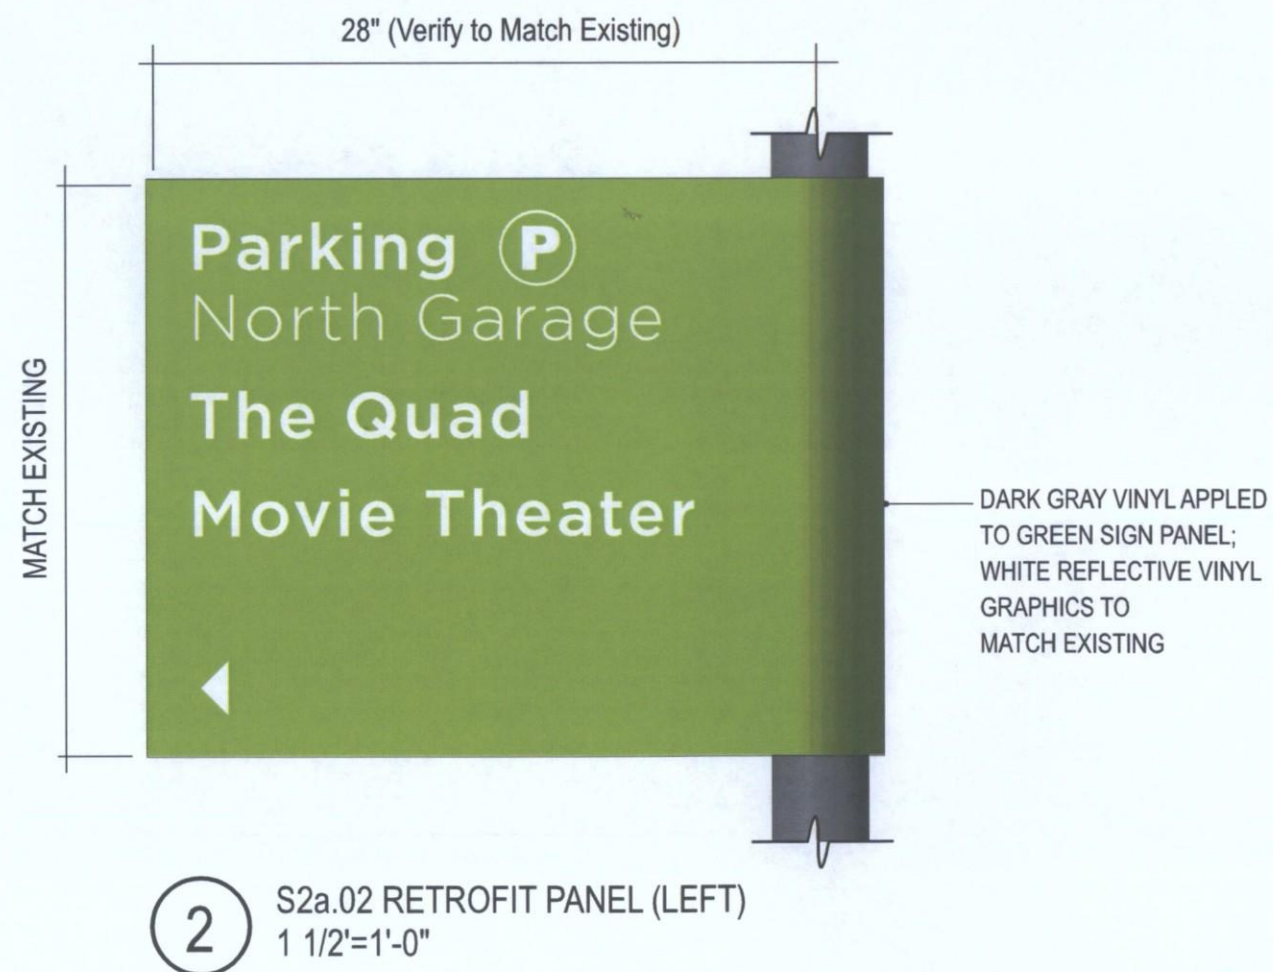 28" (Verify to Match Existing)
MATCH EXISTING
Parking P
North Garage
The Quad
Movie Theater
DARK GRAY VINYL APPLED
TO GREEN SIGN PANEL;
WHITE REFLECTIVE VINYL
GRAPHICS TO
MATCH EXISTING
2
S2a.02 RETROFIT PANEL (LEFT)
1 1/2'=1'-0"